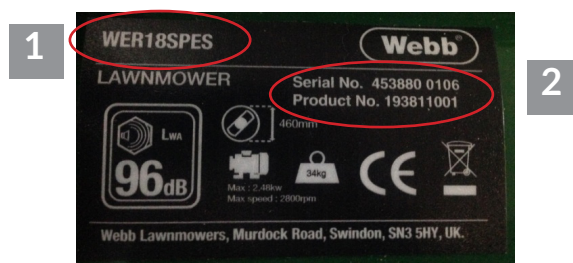 1
WER18SPES
Webb
2
LAWNMOWER
Serial No. 453880 0106
Product No. 193811001
LWA
96dB
460mm
Max : 2.46kw
Max speed : 2800rpm
34kg
CE
Webb Lawnmowers, Murdock Road, Swindon, SN3 5HY, UK.